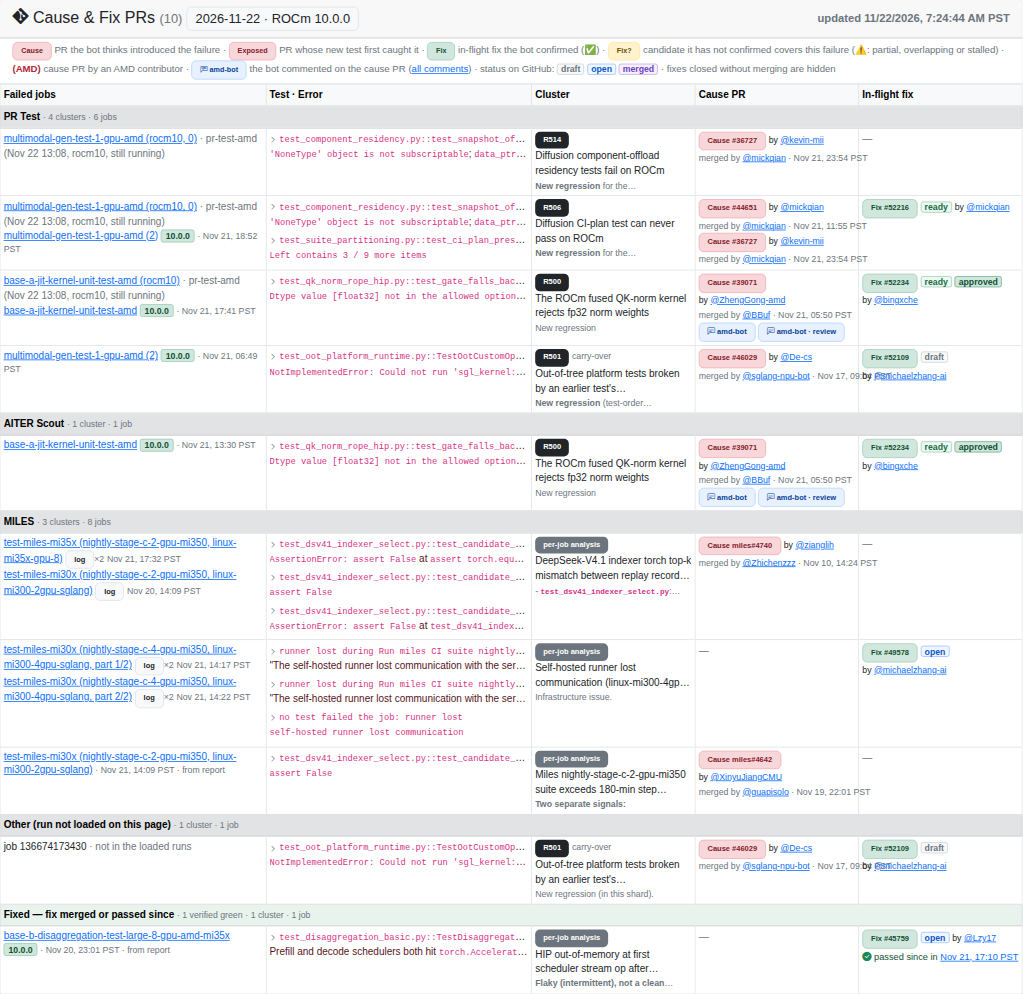 Cause & Fix PRs (10) 2026-11-22 · ROCm 10.0.0
updated 11/22/2026, 7:24:44 AM PST
Cause PR the bot thinks introduced the failure · Exposed PR whose new test first caught it · Fix in-flight fix the bot confirmed (✅) · Fix? candidate it has not confirmed covers this failure (⚠: partial, overlapping or stalled) ·
(AMD) cause PR by an AMD contributor · amd-bot the bot commented on the cause PR (all comments) · status on GitHub: draft open merged · fixes closed without merging are hidden
Failed jobs Test · Error Cluster Cause PR In-flight fix
PR Test · 4 clusters · 6 jobs
multimodal-gen-test-1-gpu-amd (rocm10, 0) · pr-test-amd
(Nov 22 13:08, rocm10, still running)
test_component_residency.py::test_snapshot_of…
'NoneType' object is not subscriptable; data_ptr…
R514
Diffusion component-offload
residency tests fail on ROCm
New regression for the…
Cause #36727 by @kevin-mii
merged by @mickqian · Nov 21, 23:54 PST
—
multimodal-gen-test-1-gpu-amd (rocm10, 0) · pr-test-amd
(Nov 22 13:08, rocm10, still running)
multimodal-gen-test-1-gpu-amd (2) 10.0.0 · Nov 21, 18:52
PST
test_component_residency.py::test_snapshot_of…
'NoneType' object is not subscriptable; data_ptr…
test_suite_partitioning.py::test_ci_plan_pres…
Left contains 3 / 9 more items
R506
Diffusion CI-plan test can never
pass on ROCm
New regression for the…
Cause #44651 by @mickqian
merged by @mickqian · Nov 21, 11:55 PST
Cause #36727 by @kevin-mii
merged by @mickqian · Nov 21, 23:54 PST
Fix #52216 ready by @mickqian
base-a-jit-kernel-unit-test-amd (rocm10) · pr-test-amd
(Nov 22 13:08, rocm10, still running)
base-a-jit-kernel-unit-test-amd 10.0.0 · Nov 21, 17:41 PST
test_qk_norm_rope_hip.py::test_gate_falls_bac…
Dtype value [float32] not in the allowed option…
R500
The ROCm fused QK-norm kernel
rejects fp32 norm weights
New regression
Cause #39071
by @ZhengGong-amd
merged by @BBuf · Nov 21, 05:50 PST
amd-bot amd-bot · review
Fix #52234 ready approved
by @bingxche
multimodal-gen-test-1-gpu-amd (2) 10.0.0 · Nov 21, 06:49
PST
test_oot_platform_runtime.py::TestOotCustomOp…
NotImplementedError: Could not run 'sgl_kernel:…
R501 carry-over
Out-of-tree platform tests broken
by an earlier test's…
New regression (test-order…
Cause #46029 by @De-cs
merged by @sglang-npu-bot · Nov 17, 09: PST
Fix #52109 draft
by @michaelzhang-ai
AITER Scout · 1 cluster · 1 job
base-a-jit-kernel-unit-test-amd 10.0.0 · Nov 21, 13:30 PST
test_qk_norm_rope_hip.py::test_gate_falls_bac…
Dtype value [float32] not in the allowed option…
R500
The ROCm fused QK-norm kernel
rejects fp32 norm weights
New regression
Cause #39071
by @ZhengGong-amd
merged by @BBuf · Nov 21, 05:50 PST
amd-bot amd-bot · review
Fix #52234 ready approved
by @bingxche
MILES · 3 clusters · 8 jobs
test-miles-mi35x (nightly-stage-c-2-gpu-mi350, linux-
mi35x-gpu-8) log ×2 Nov 21, 17:32 PST
test-miles-mi30x (nightly-stage-c-2-gpu-mi350, linux-
mi300-2gpu-sglang) log Nov 20, 14:09 PST
test_dsv41_indexer_select.py::test_candidate_…
AssertionError: assert False at assert torch.equ…
test_dsv41_indexer_select.py::test_candidate_…
assert False
test_dsv41_indexer_select.py::test_candidate_…
AssertionError: assert False at test_dsv41_index…
per-job analysis
DeepSeek-V4.1 indexer torch top-k
mismatch between replay record…
- test_dsv41_indexer_select.py:…
Cause miles#4740 by @zianglih
merged by @Zhichenzzz · Nov 10, 14:24 PST
—
test-miles-mi30x (nightly-stage-c-4-gpu-mi350, linux-
mi300-4gpu-sglang, part 1/2) log ×2 Nov 21, 14:17 PST
test-miles-mi30x (nightly-stage-c-4-gpu-mi350, linux-
mi300-4gpu-sglang, part 2/2) log ×2 Nov 21, 14:22 PST
runner lost during Run miles CI suite nightly…
"The self-hosted runner lost communication with the ser…
runner lost during Run miles CI suite nightly…
"The self-hosted runner lost communication with the ser…
no test failed the job: runner lost
self-hosted runner lost communication
per-job analysis
Self-hosted runner lost
communication (linux-mi300-4gp…
Infrastructure issue.
—
Fix #49578 open
by @michaelzhang-ai
test-miles-mi30x (nightly-stage-c-2-gpu-mi350, linux-
mi300-2gpu-sglang) · Nov 21, 14:09 PST · from report
test_dsv41_indexer_select.py::test_candidate_…
assert False
per-job analysis
Miles nightly-stage-c-2-gpu-mi350
suite exceeds 180-min step…
Two separate signals:
Cause miles#4642
by @XinyuJiangCMU
merged by @guapisolo · Nov 19, 22:01 PST
—
Other (run not loaded on this page) · 1 cluster · 1 job
job 136674173430 · not in the loaded runs
test_oot_platform_runtime.py::TestOotCustomOp…
NotImplementedError: Could not run 'sgl_kernel:…
R501 carry-over
Out-of-tree platform tests broken
by an earlier test's…
New regression (in this shard).
Cause #46029 by @De-cs
merged by @sglang-npu-bot · Nov 17, 09: PST
Fix #52109 draft
by @michaelzhang-ai
Fixed — fix merged or passed since · 1 verified green · 1 cluster · 1 job
base-b-disaggregation-test-large-8-gpu-amd-mi35x
10.0.0 · Nov 20, 23:01 PST · from report
test_disaggregation_basic.py::TestDisaggregat…
Prefill and decode schedulers both hit torch.Accelerat…
per-job analysis
HIP out-of-memory at first
scheduler stream op after…
Flaky (intermittent), not a clean…
—
Fix #45759 open by @Lzy17
passed since in Nov 21, 17:10 PST